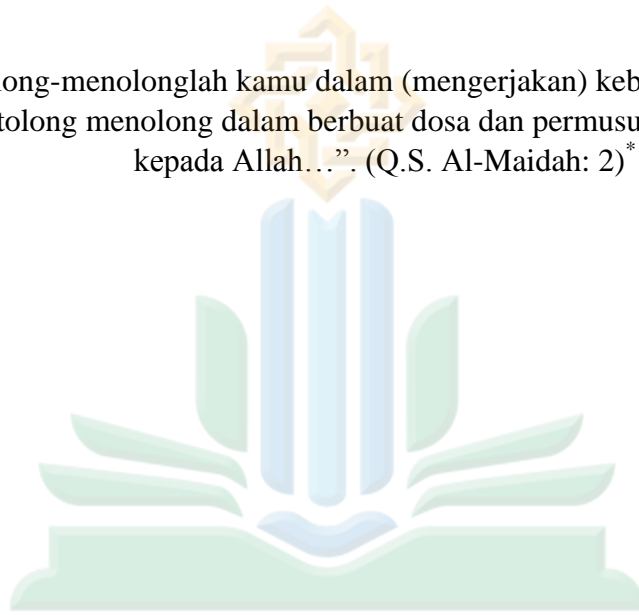 long-menolonglah kamu dalam (mengerjakan) keb
tolong menolong dalam berbuat dosa dan permusu
kepada Allah…”. (Q.S. Al-Maidah: 2)*